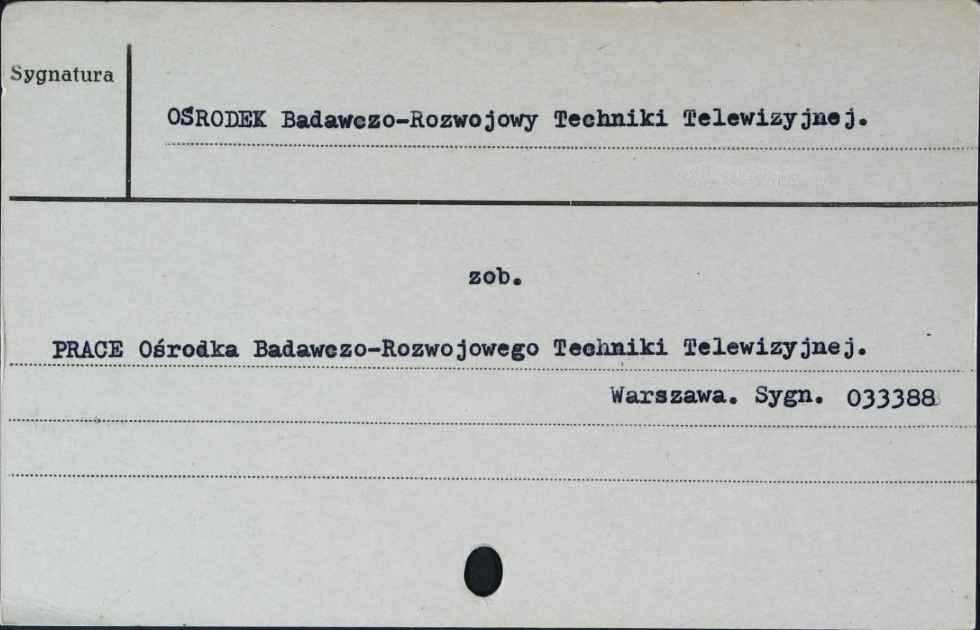 Sygnatura
OŚRODEK Badawczo-Rozwojowy Techniki Telewizyjnej.
zob.
PRACE Ośrodka Badawczo-Rozwojowego Techniki Telewizyjnej.
Warszawa. Sygn. 033388